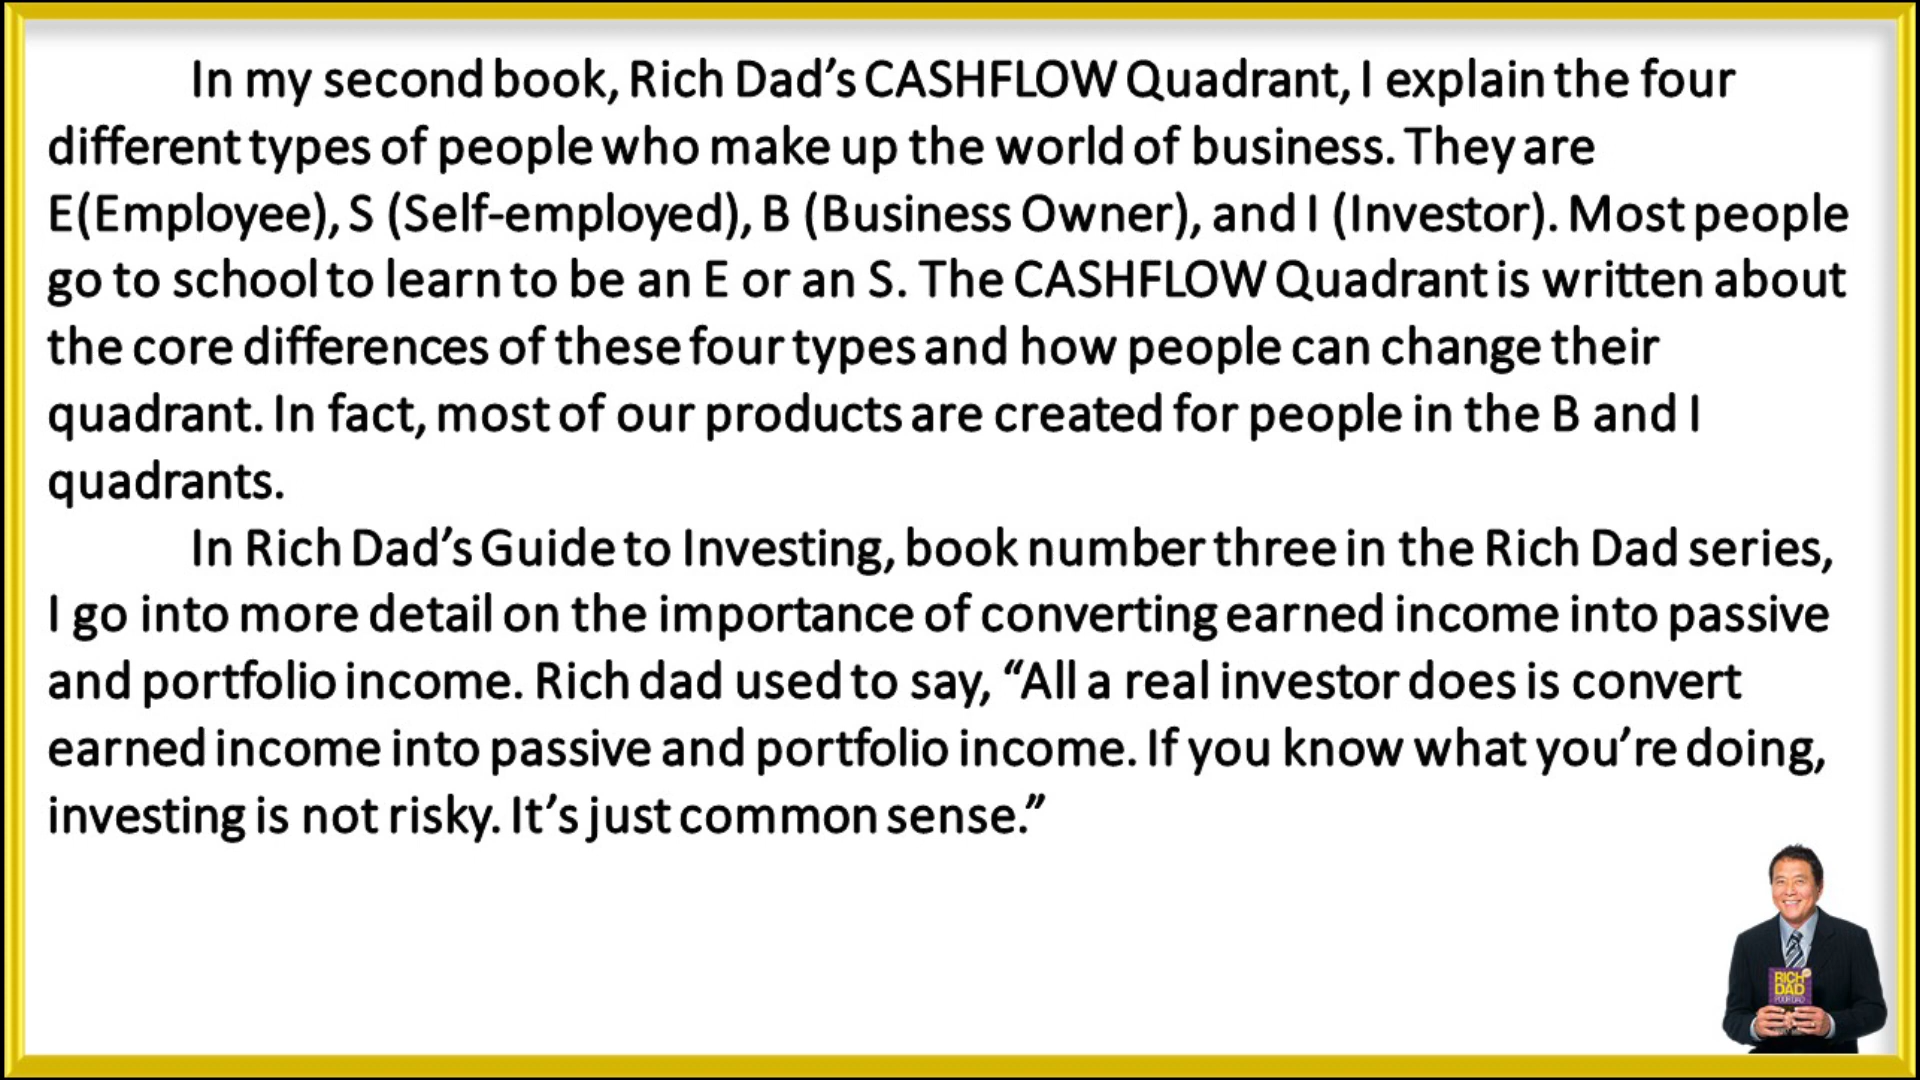 In my second book, Rich Dad’s CASHFLOW Quadrant, I explain the four
different types of people who make up the world of business. They are
E(Employee), S (Self-employed), B (Business Owner), and I (Investor). Most people
go to school to learn to be an E or an S. The CASHFLOW Quadrant is written about
the core differences of these four types and how people can change their
quadrant. In fact, most of our products are created for people in the B and I
quadrants.
In Rich Dad’s Guide to Investing, book number three in the Rich Dad series,
I go into more detail on the importance of converting earned income into passive
and portfolio income. Rich dad used to say, “All a real investor does is convert
earned income into passive and portfolio income. If you know what you’re doing,
investing is not risky. It’s just common sense.”
RICH
DAD
POOR DAD